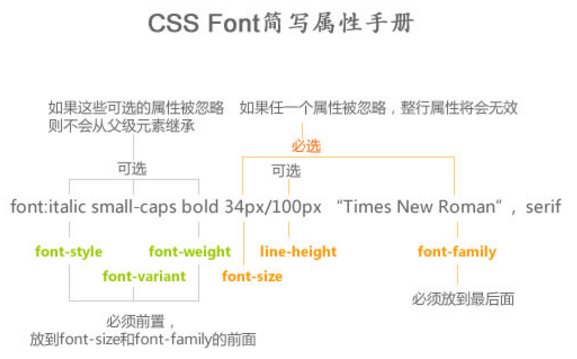 CSS Font简写属性手册
如果这些可选的属性被忽略
则不会从父级元素继承
如果任一个属性被忽略，整行属性将会无效
必选
可选
可选
font:italic small-caps bold 34px/100px “Times New Roman”, serif
font-style
font-weight
line-height
font-family
font-variant
font-size
必须放到最后面
必须前置，
放到font-size和font-family的前面